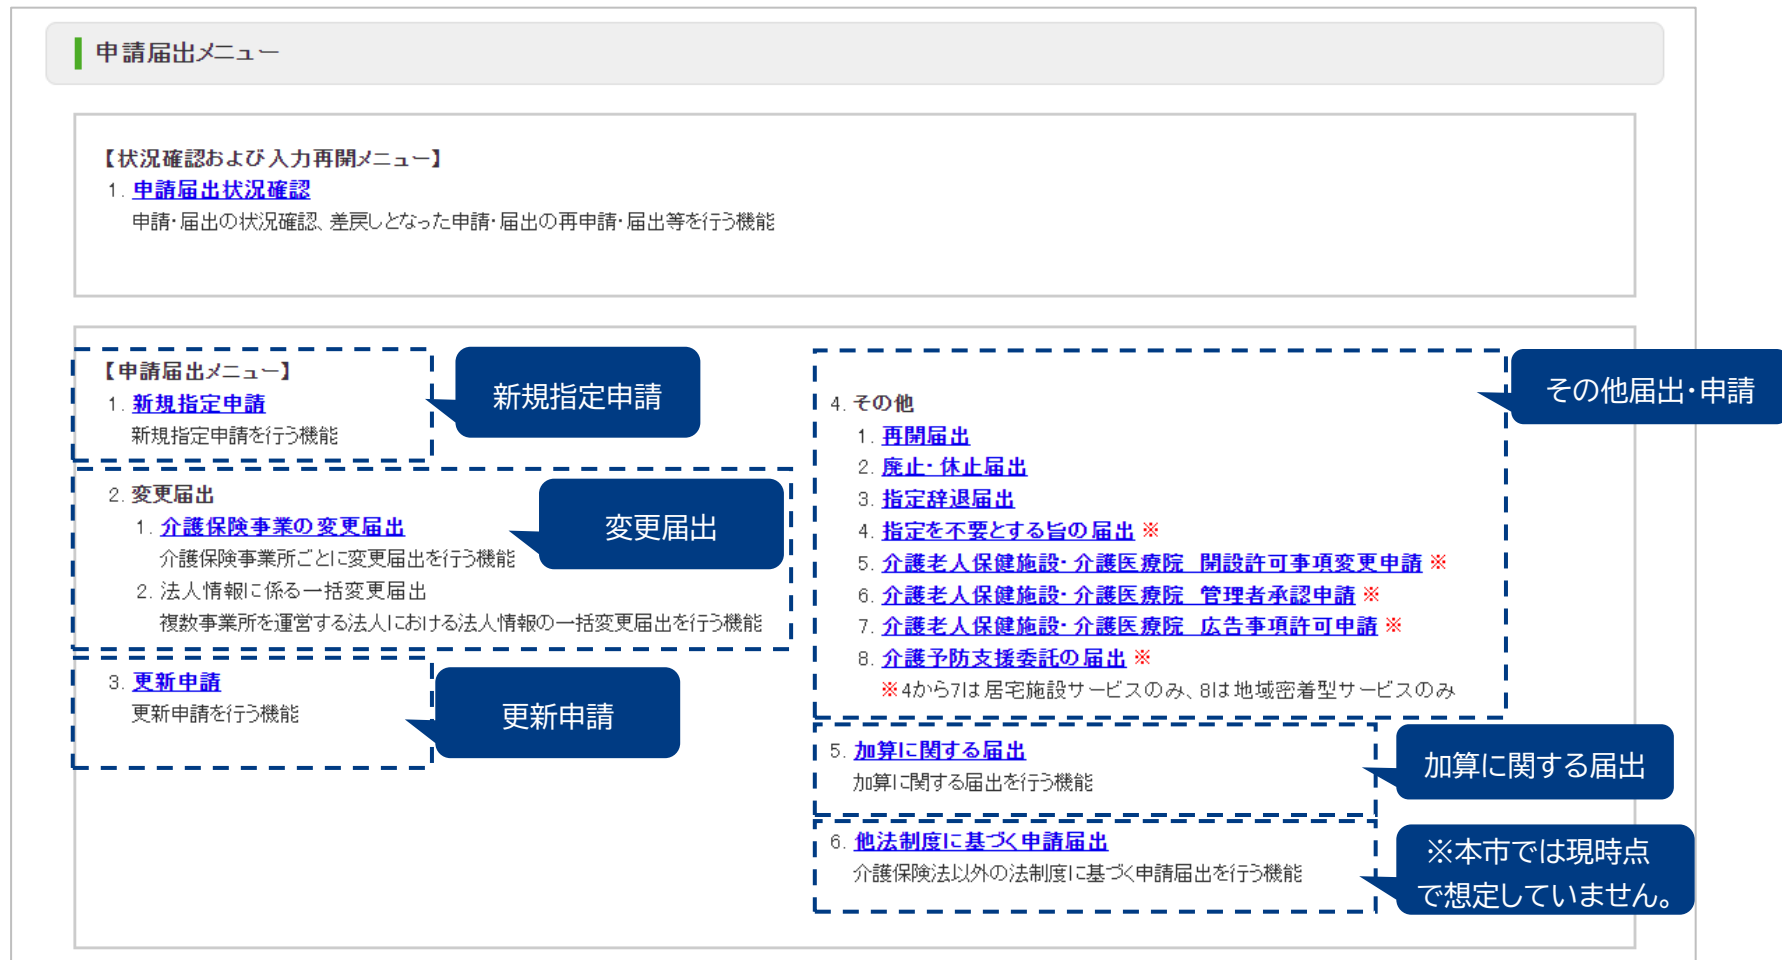 申請届出メニュー
【状況確認および入力再開メニュー】
1. 申請届出状況確認
申請・届出の状況確認、差戻しとなった申請・届出の再申請・届出等を行う機能
【申請届出メニュー】
1. 新規指定申請
新規指定申請を行う機能
新規指定申請
2. 変更届出
1. 介護保険事業の変更届出
介護保険事業所ごとに変更届出を行う機能
2. 法人情報に係る一括変更届出
複数事業所を運営する法人における法人情報の一括変更届出を行う機能
変更届出
3. 更新申請
更新申請を行う機能
更新申請
4. その他
1. 再開届出
2. 廃止・休止届出
3. 指定辞退届出
4. 指定を不要とする旨の届出 ※
5. 介護老人保健施設・介護医療院　開設許可事項変更申請 ※
6. 介護老人保健施設・介護医療院　管理者承認申請 ※
7. 介護老人保健施設・介護医療院　広告事項許可申請 ※
8. 介護予防支援委託の届出 ※
※4から7は居宅施設サービスのみ、8は地域密着型サービスのみ
その他届出・申請
5. 加算に関する届出
加算に関する届出を行う機能
加算に関する届出
6. 他法制度に基づく申請届出
介護保険法以外の法制度に基づく申請届出を行う機能
※本市では現時点
で想定していません。